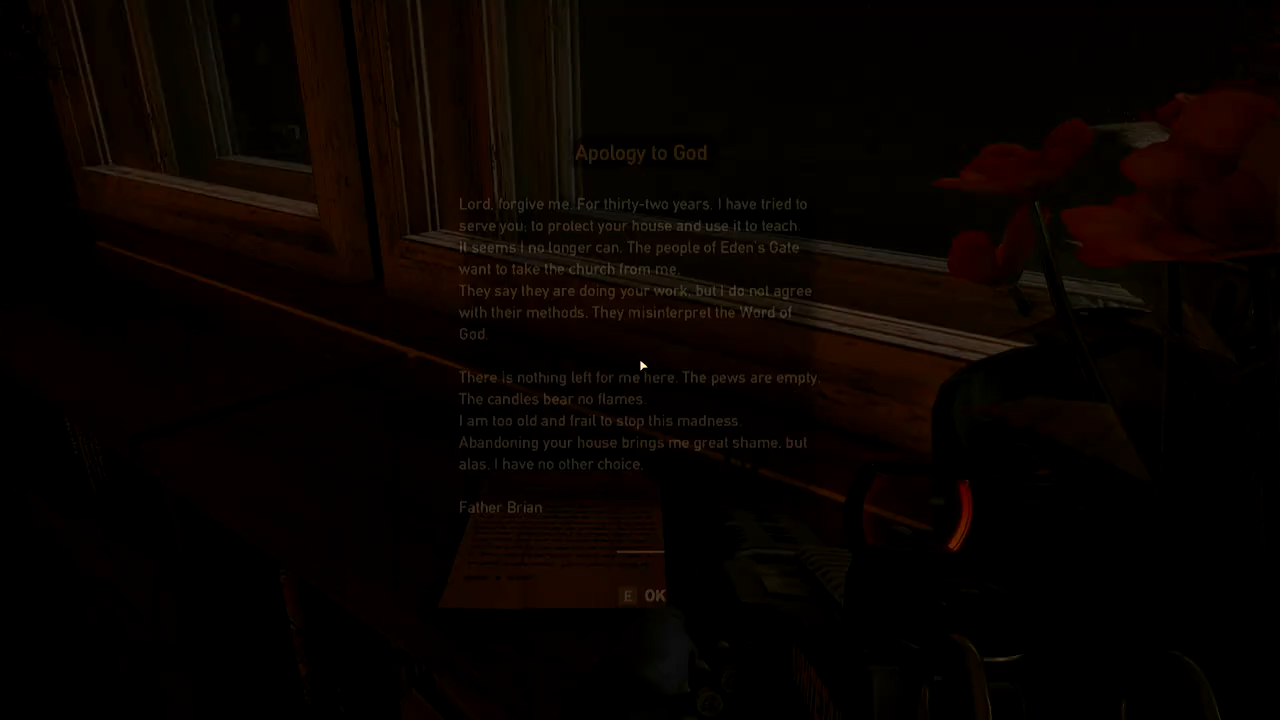 Apology to God
Lord, forgive me. For thirty-two years, I have tried to
serve you, to protect your house and use it to teach.
It seems I no longer can. The people of Eden's Gate
want to take the church from me.
They say they are doing your work, but I do not agree
with their methods. They misinterpret the Word of
God.
There is nothing left for me here. The pews are empty.
The candles bear no flames.
I am too old and frail to stop this madness.
Abandoning your house brings me great shame, but
alas, I have no other choice.
Father Brian
E OK